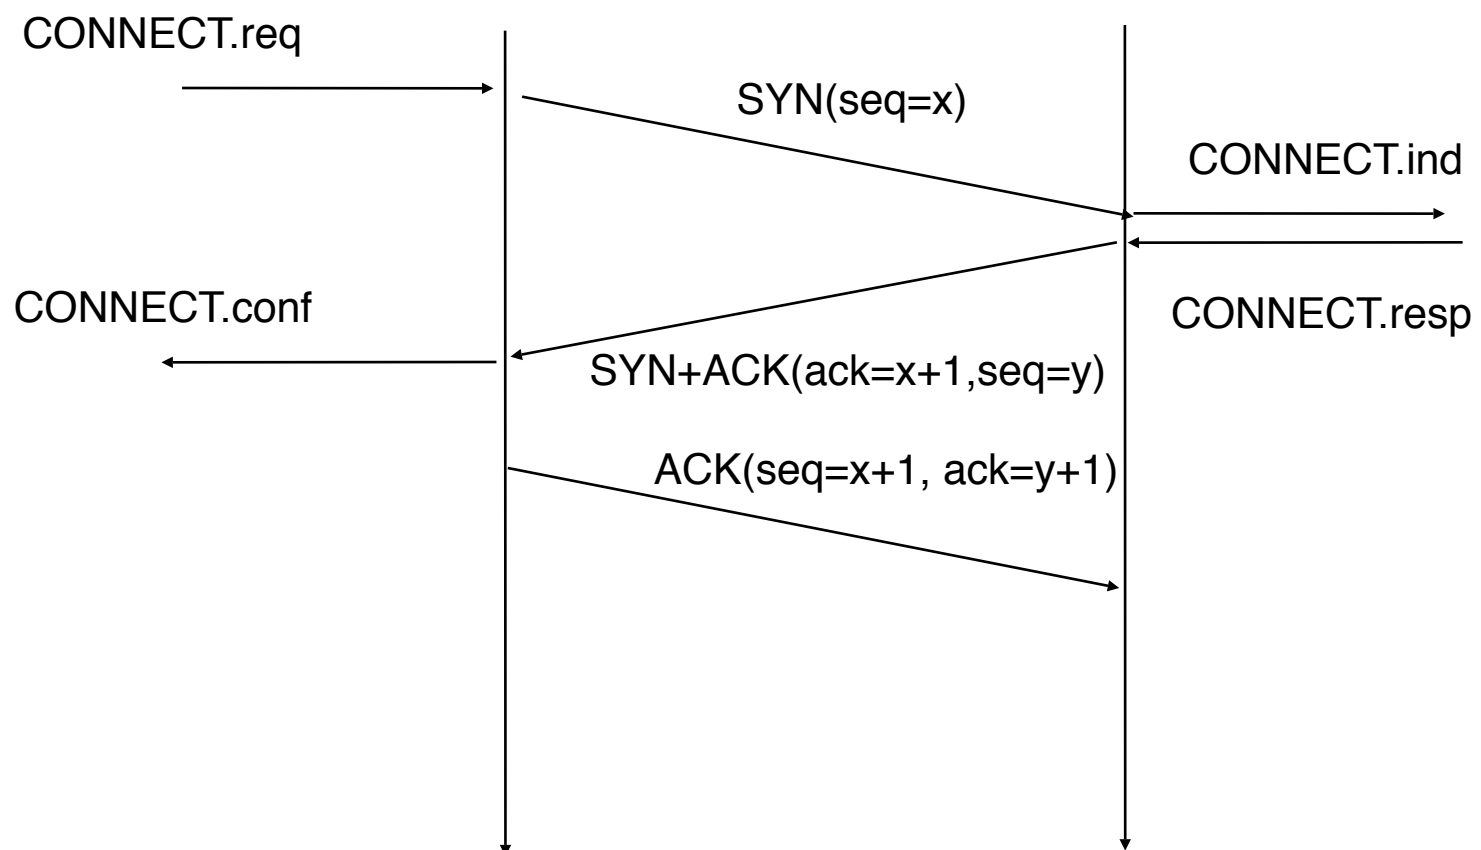 CONNECT.req
SYN(seq=x)
CONNECT.ind
CONNECT.conf
CONNECT.resp
SYN+ACK(ack=x+1,seq=y)
ACK(seq=x+1, ack=y+1)